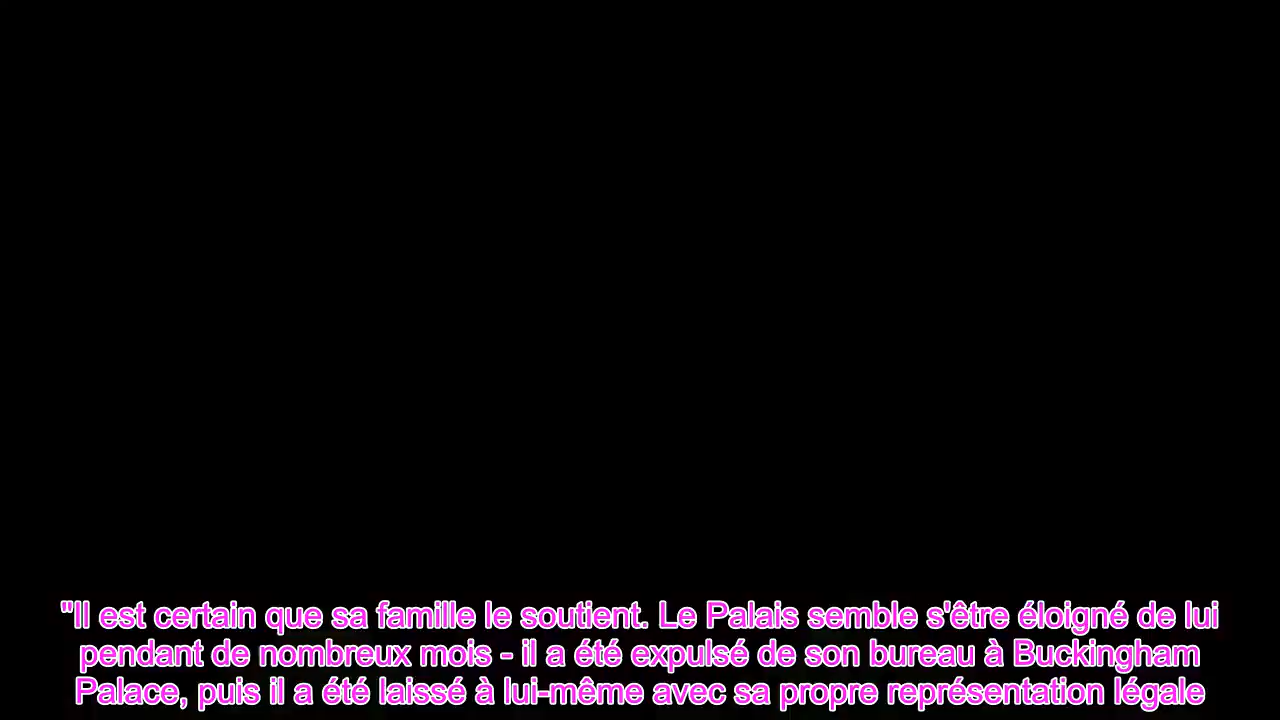 "Il est certain que sa famille le soutient. Le Palais semble s'être éloigné de lui
pendant de nombreux mois - il a été expulsé de son bureau à Buckingham
Palace, puis il a été laissé à lui-même avec sa propre représentation légale